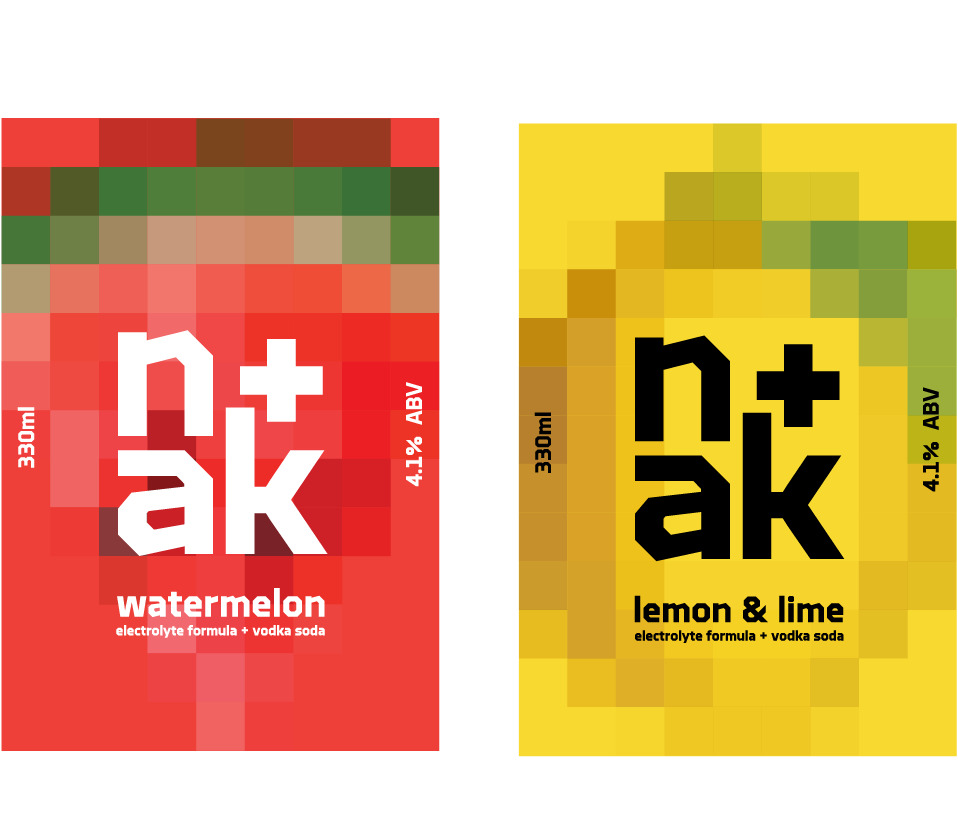 n+
ak
330ml
4.1% ABV
watermelon
electrolyte formula + vodka soda
n+
ak
330ml
4.1% ABV
lemon & lime
electrolyte formula + vodka soda